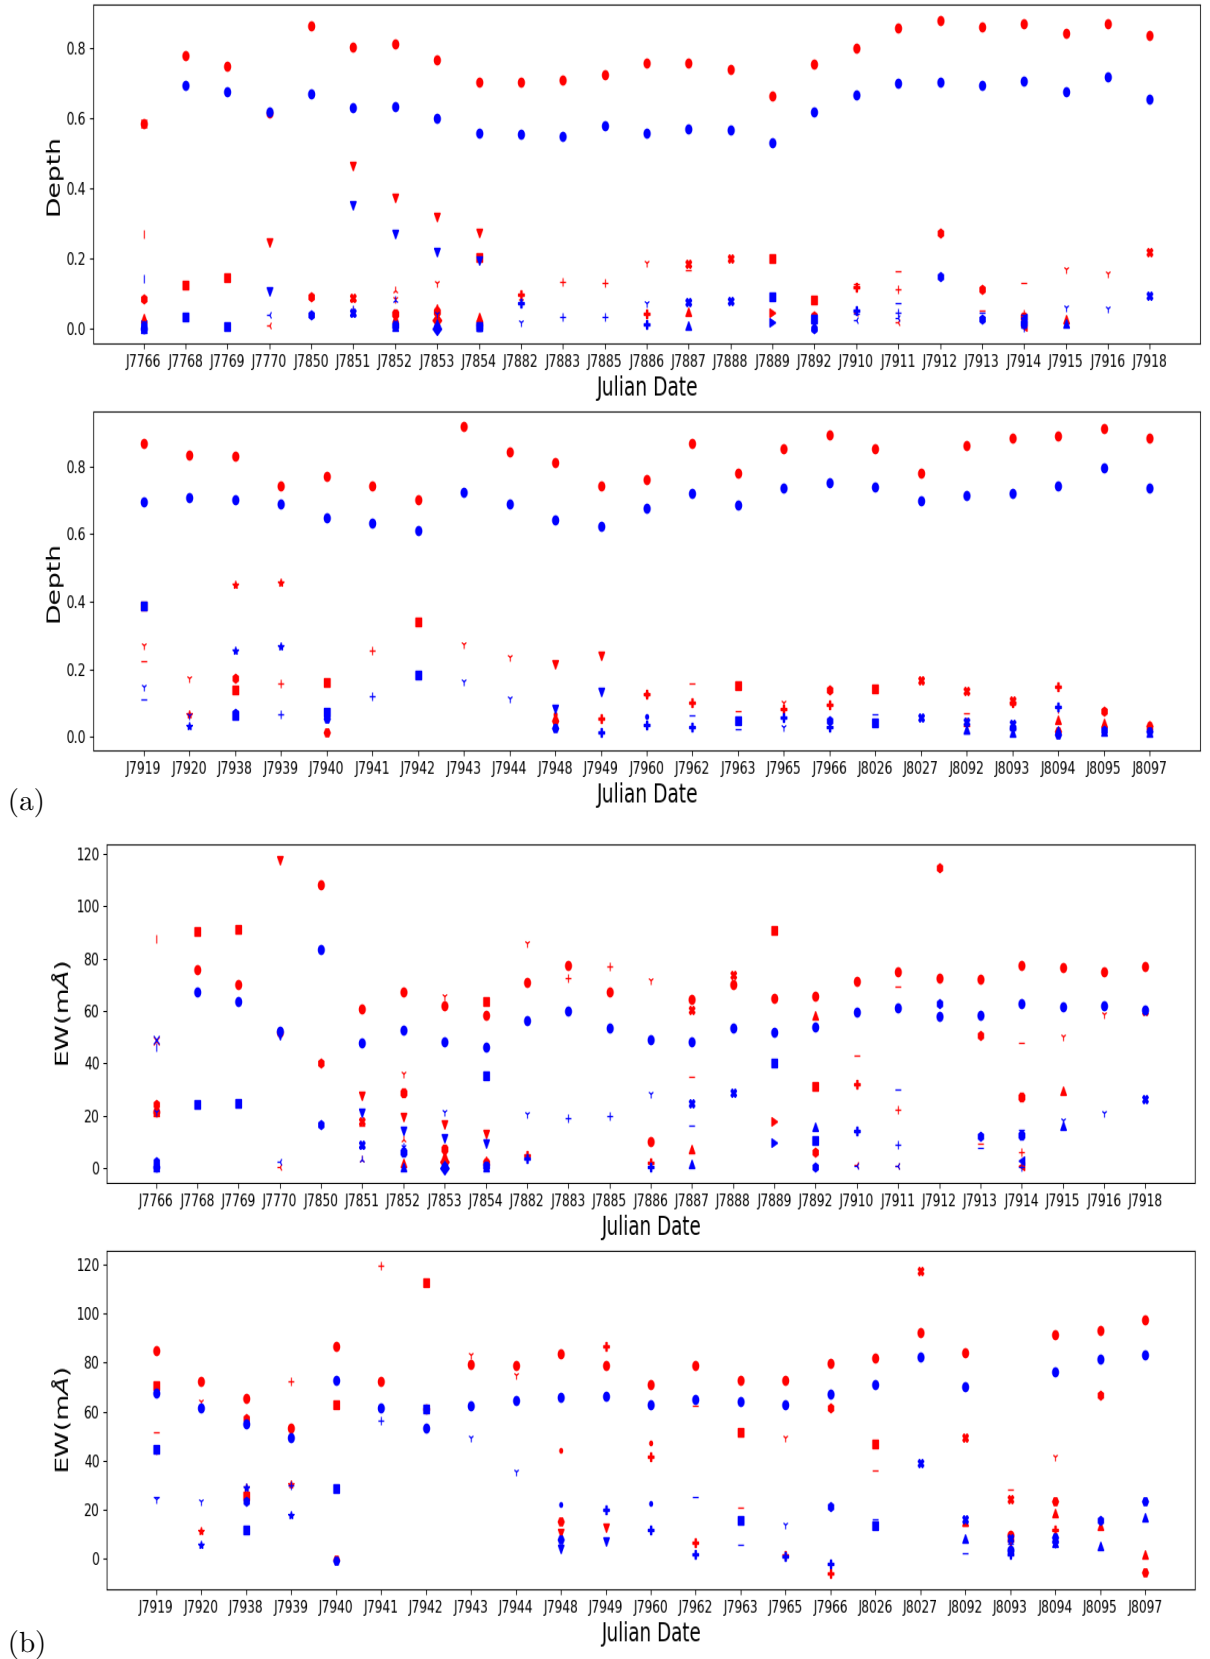 0.8
0.6
0.4
0.2
0.0
Depth
J7766 J7768 J7769 J7770 J7850 J7851 J7852 J7853 J7854 J7882 J7883 J7885 J7886 J7887 J7888 J7889 J7892 J7910 J7911 J7912 J7913 J7914 J7915 J7916 J7918
Julian Date
0.8
0.6
0.4
0.2
0.0
Depth
J7919 J7920 J7938 J7939 J7940 J7941 J7942 J7943 J7944 J7948 J7949 J7960 J7962 J7963 J7965 J7966 J8026 J8027 J8092 J8093 J8094 J8095 J8097
Julian Date
(a)
120
100
80
60
40
20
0
EW(mÅ)
J7766 J7768 J7769 J7770 J7850 J7851 J7852 J7853 J7854 J7882 J7883 J7885 J7886 J7887 J7888 J7889 J7892 J7910 J7911 J7912 J7913 J7914 J7915 J7916 J7918
Julian Date
120
100
80
60
40
20
0
EW(mÅ)
J7919 J7920 J7938 J7939 J7940 J7941 J7942 J7943 J7944 J7948 J7949 J7960 J7962 J7963 J7965 J7966 J8026 J8027 J8092 J8093 J8094 J8095 J8097
Julian Date
(b)